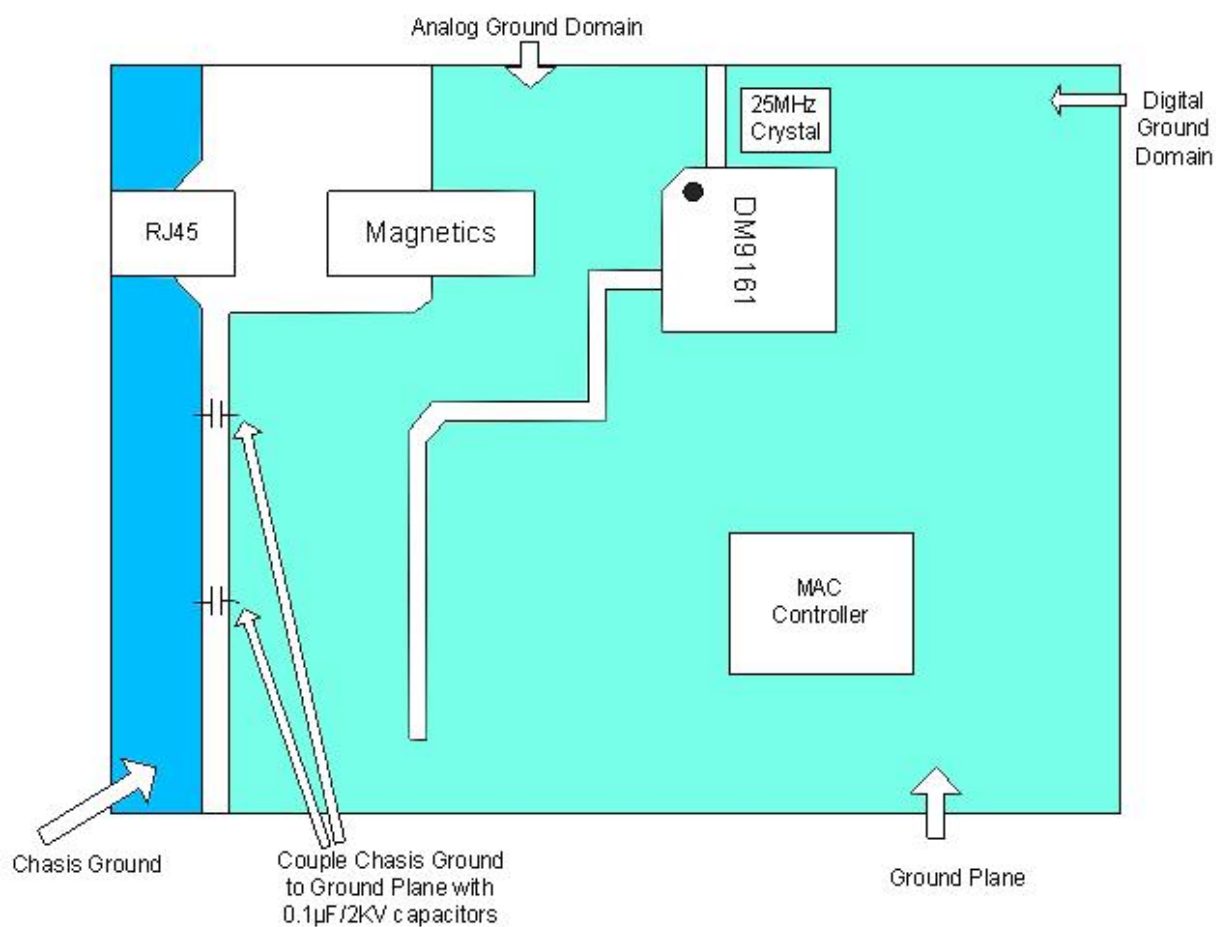 Analog Ground Domain
25MHz
Crystal
Digital
Ground
Domain
RJ45
Magnetics
DM9161
MAC
Controller
Chasis Ground
Couple Chasis Ground
to Ground Plane with
0.1µF/2KV capacitors
Ground Plane